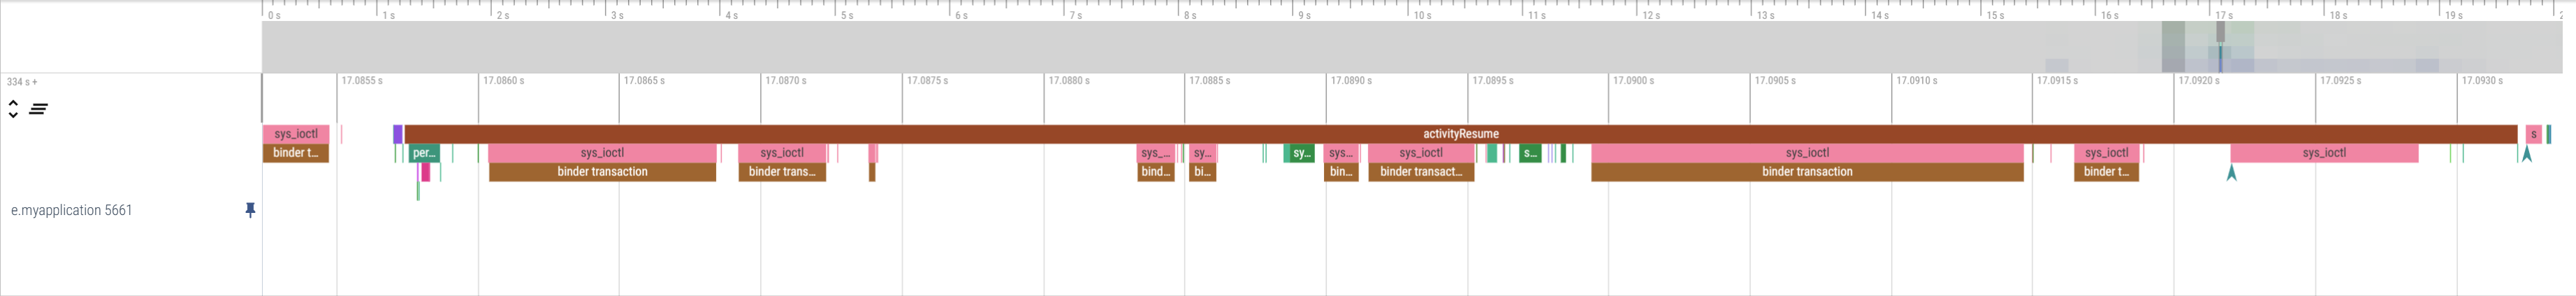 0 s 1 s 2 s 3 s 4 s 5 s 6 s 7 s 8 s 9 s 10 s 11 s 12 s 13 s 14 s 15 s 16 s 17 s 18 s 19 s
334 s + 17.0855 s 17.0860 s 17.0865 s 17.0870 s 17.0875 s 17.0880 s 17.0885 s 17.0890 s 17.0895 s 17.0900 s 17.0905 s 17.0910 s 17.0915 s 17.0920 s 17.0925 s 17.0930 s
sys_ioctl activityResume s
binder t... per... sys_ioctl sys_ioctl sys_... sy... sy... sys... sys_ioctl s... sys_ioctl sys_ioctl sys_ioctl
binder transaction binder trans... bind... bi... bin... binder transact... binder transaction binder t...
e.myapplication 5661